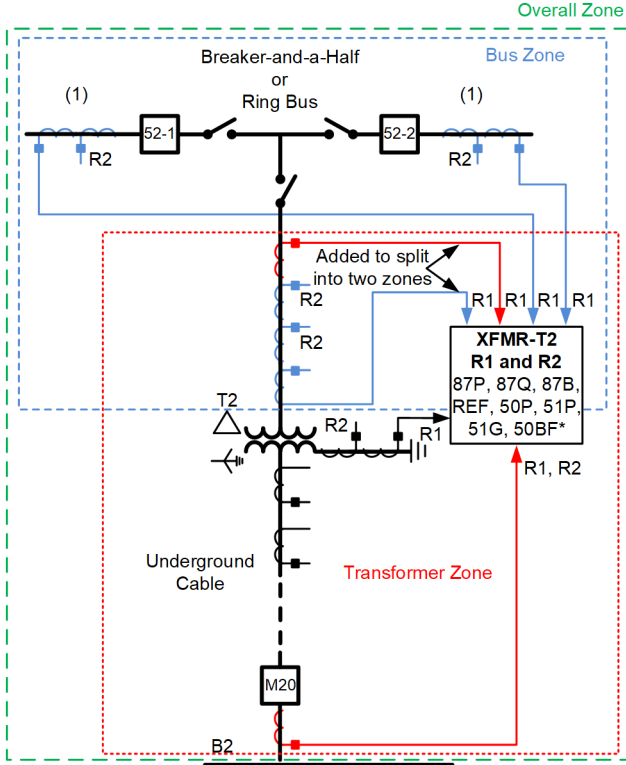 Overall Zone
Bus Zone
Breaker-and-a-Half
or
Ring Bus
(1)
(1)
52-1
52-2
R2
R2
Added to split
into two zones
R2
R2
R1
R1
R1
R1
XFMR-T2
R1 and R2
87P, 87Q, 87B,
REF, 50P, 51P,
51G, 50BF*
T2
R2
R1
R1, R2
Underground
Cable
Transformer Zone
M20
B2